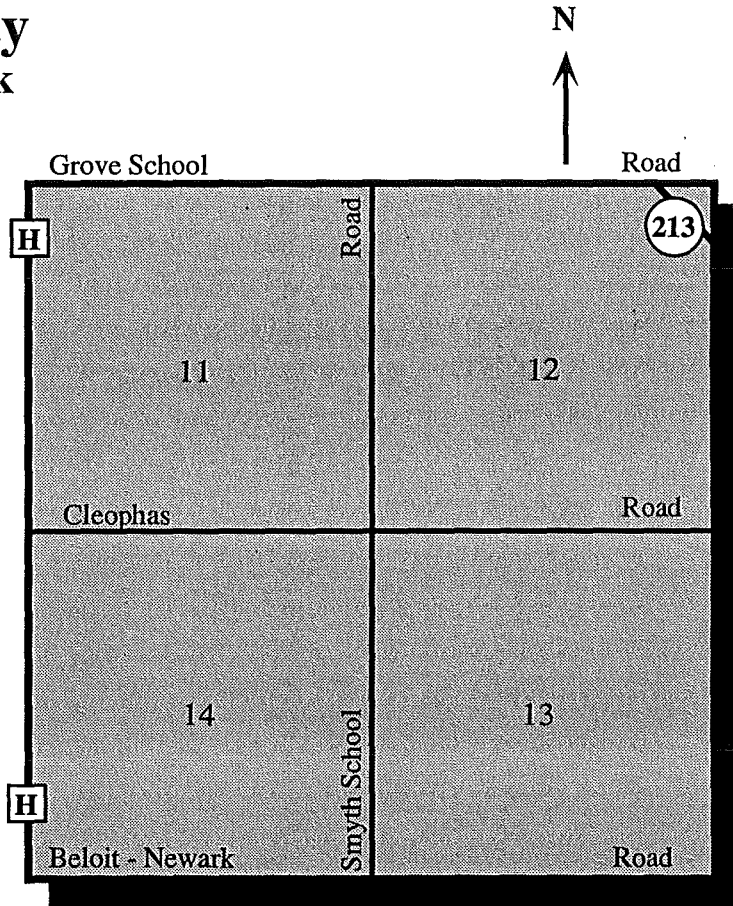 N
Grove School Road
H
Road
213
11
12
Cleophas Road
14
13
Smyth School
H
Beloit - Newark Road